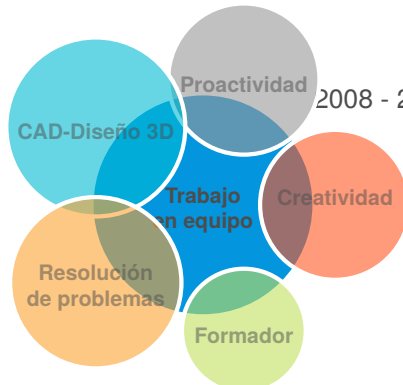 Proactividad
2008 - 2
CAD-Diseño 3D
Trabajo
en equipo
Creatividad
Resolución
de problemas
Formador